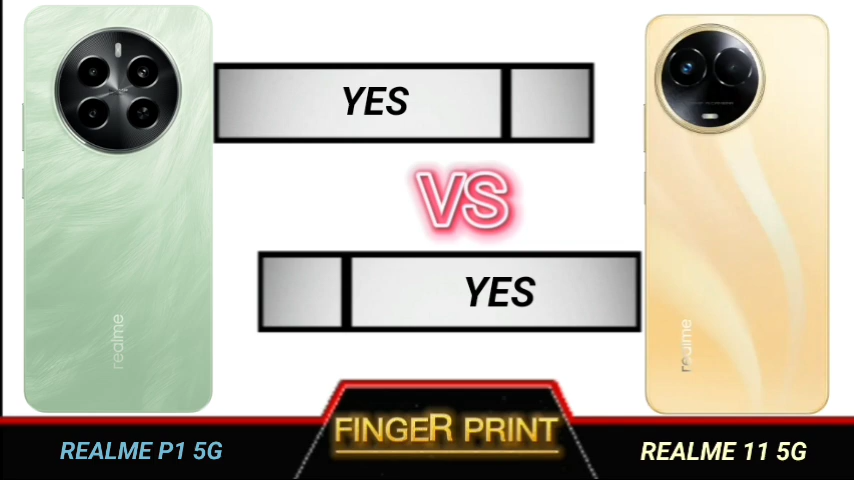 YES
VS
YES
realme
realme
FINGER PRINT
REALME P1 5G
REALME 11 5G